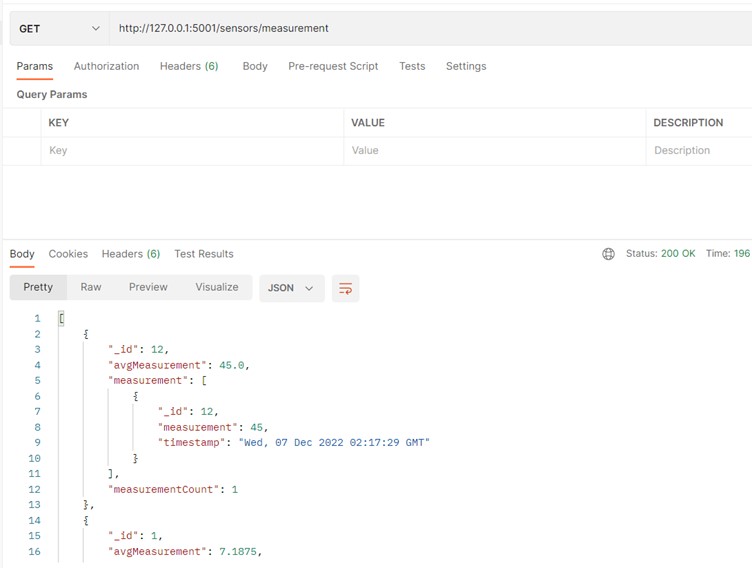 GET http://127.0.0.1:5001/sensors/measurement
Params Authorization Headers (6) Body Pre-request Script Tests Settings
Query Params
KEY VALUE DESCRIPTION
Key Value Description
Body Cookies Headers (6) Test Results Status: 200 OK Time: 196
Pretty Raw Preview Visualize JSON
1 [
2 {
3 "_id": 12,
4 "avgMeasurement": 45.0,
5 "measurement": [
6 {
7 "_id": 12,
8 "measurement": 45,
9 "timestamp": "Wed, 07 Dec 2022 02:17:29 GMT"
10 }
11 ],
12 "measurementCount": 1
13 },
14 {
15 "_id": 1,
16 "avgMeasurement": 7.1875,